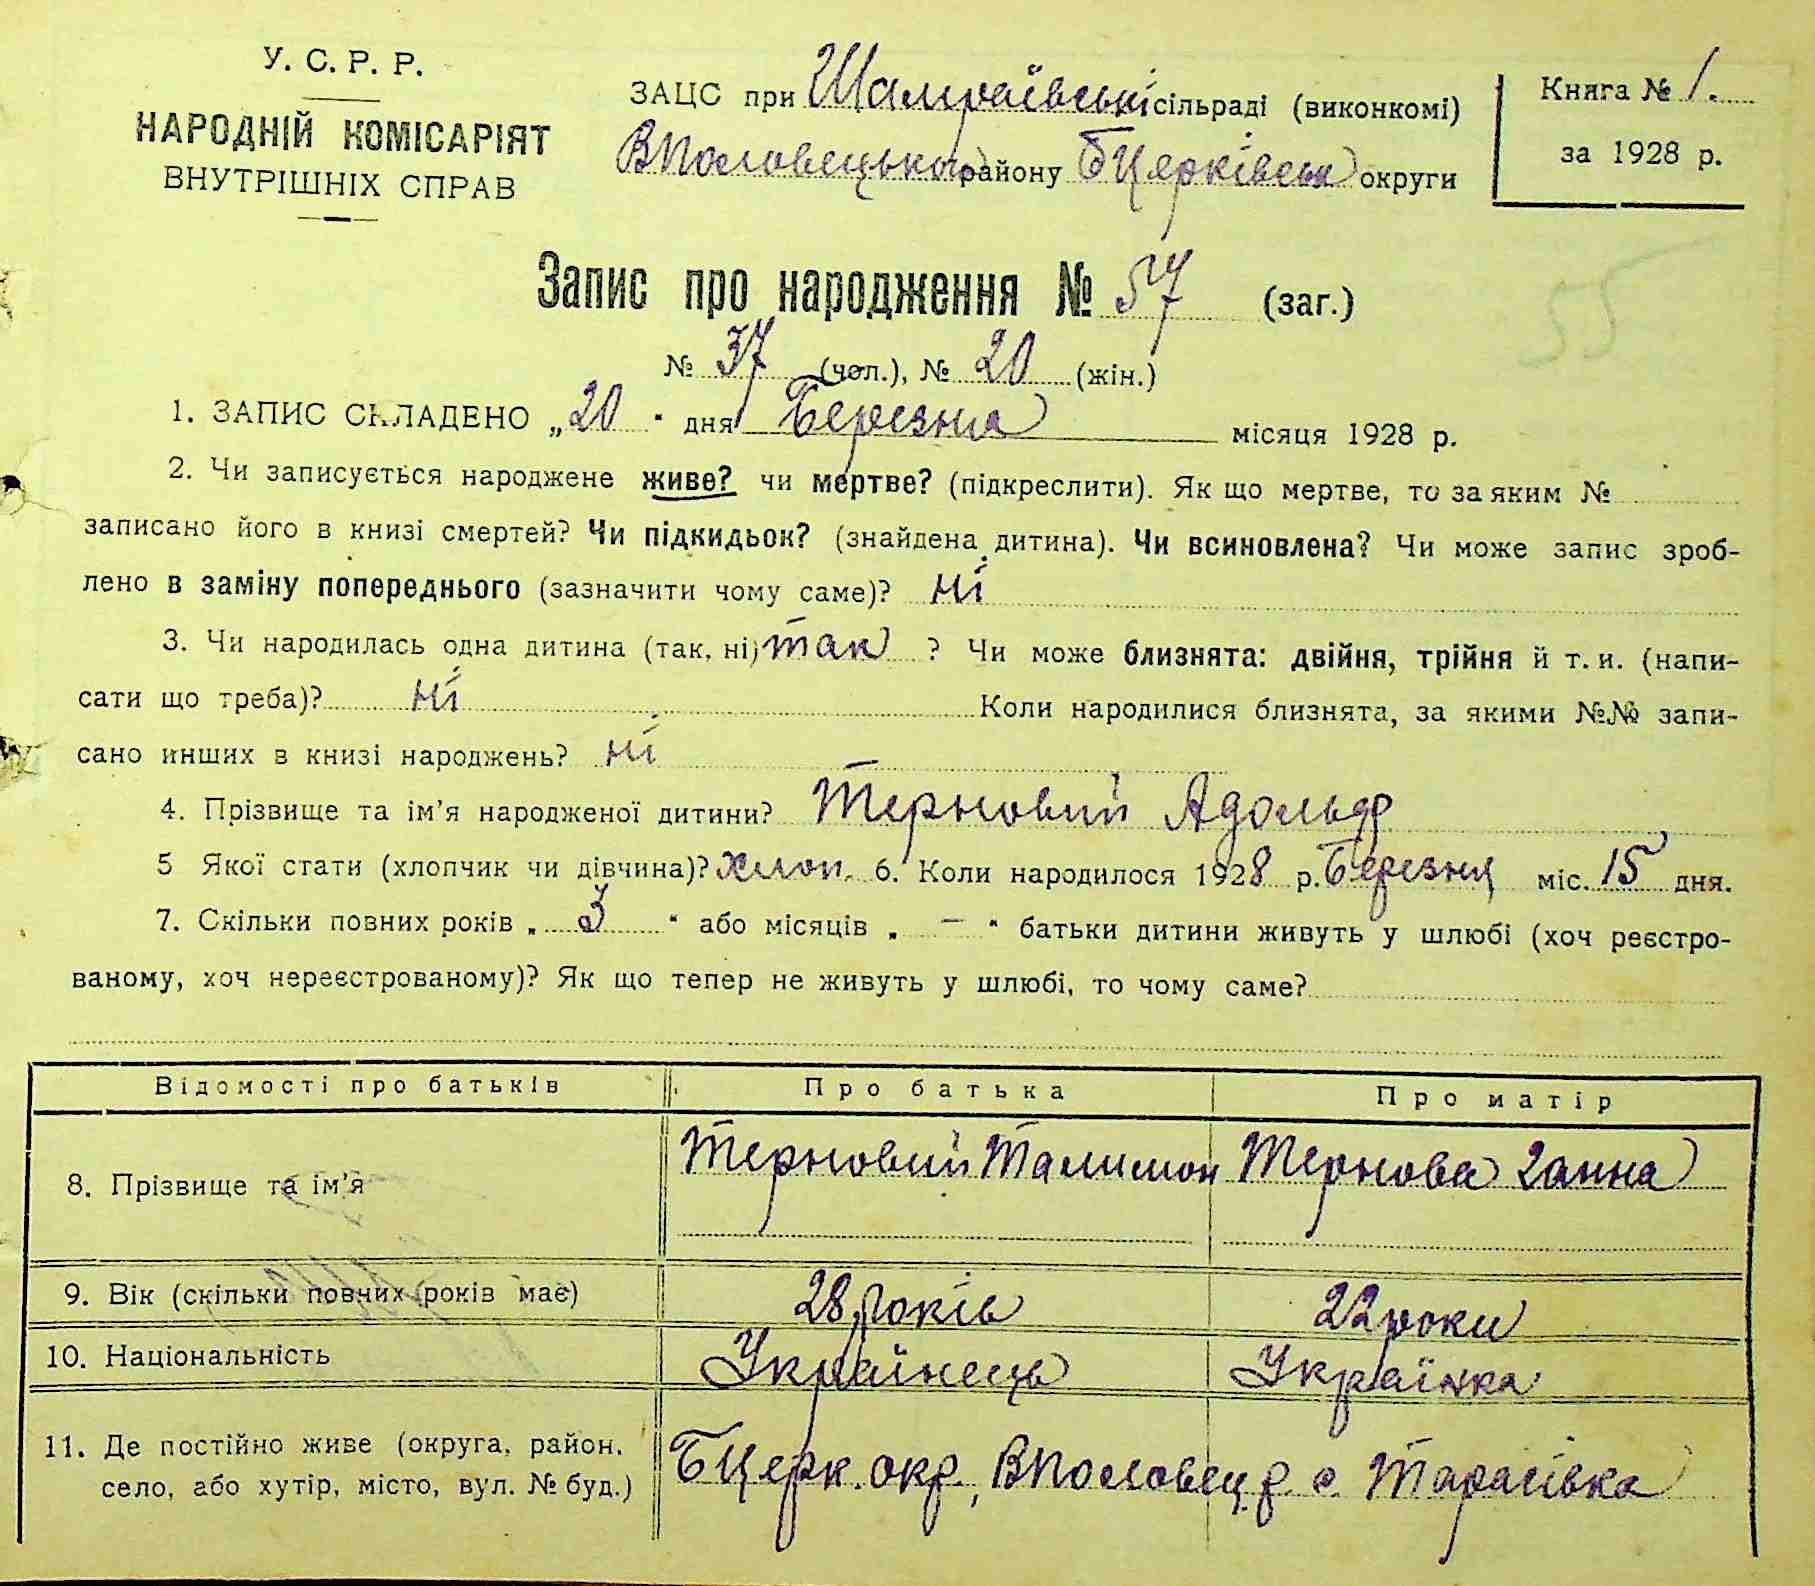 У. С. Р. Р.
НАРОДНІЙ КОМІСАРІЯТ
ВНУТРІШНІХ СПРАВ
ЗАЦС при Шамраївські сільраді (виконкомі)
ВПоловецького району БЦерківськ округи
Книга № 1.
за 1928 р.
Запис про народження № 57 (заг.)
55
№ 37 (чол.), № 20 (жін.)
1. ЗАПИС СКЛАДЕНО „20" дня Березня місяця 1928 р.
2. Чи записується народжене живе? чи мертве? (підкреслити). Як що мертве, то за яким №
записано його в книзі смертей? Чи підкидьок? (знайдена дитина). Чи всиновлена? Чи може запис зроб-
лено в заміну попереднього (зазначити чому саме)? ні
3. Чи народилась одна дитина (так, ні) так ? Чи може близнята: двійня, трійня й т. и. (напи-
сати що треба)? ні Коли народилися близнята, за якими №№ запи-
сано инших в книзі народжень? ні
4. Прізвище та ім'я народженої дитини? Терновий Адольф
5 Якої стати (хлопчик чи дівчина)? хлоп. 6. Коли народилося 1928 р. Березня міс. 15 дня.
7. Скільки повних років „ 3 " або місяців „ — " батьки дитини живуть у шлюбі (хоч реєстро-
ваному, хоч нереєстрованому)? Як що тепер не живуть у шлюбі, то чому саме?
Відомості про батьків Про батька Про матір
8. Прізвище та ім'я Терновий Талимон Тернова Ганна
9. Вік (скільки повних років має) 28 років 22 роки
10. Національність Українець Українка
11. Де постійно живе (округа, район, село, або хутір, місто, вул. № буд.) БЦерк. окр., ВПоловец р. с. Тарасівка